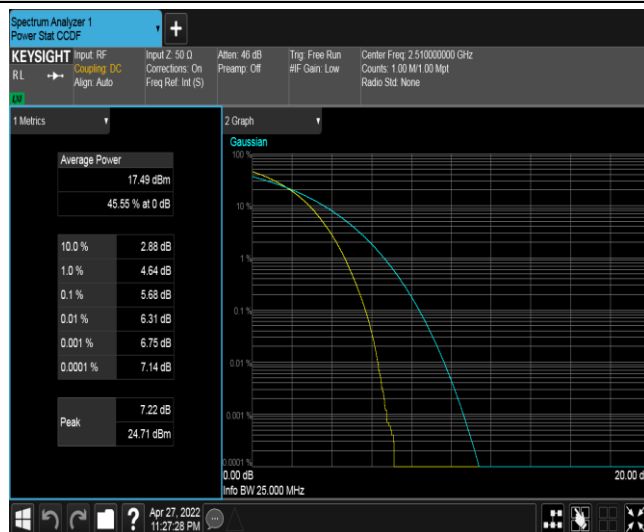 Spectrum Analyzer 1
Power Stat CCDF
KEYSIGHT
Input: RF
Coupling: DC
Align: Auto
Input Z: 50 Ω
Corrections: On
Freq Ref: Int (S)
Atten: 46 dB
Preamp: Off
Trig: Free Run
#IF Gain: Low
Center Freq: 2.510000000 GHz
Counts: 1.00 M/1.00 Mpt
Radio Std: None
RL
LXI
1 Metrics
Average Power
17.49 dBm
45.55 % at 0 dB
10.0 % 2.88 dB
1.0 % 4.64 dB
0.1 % 5.68 dB
0.01 % 6.31 dB
0.001 % 6.75 dB
0.0001 % 7.14 dB
Peak
7.22 dB
24.71 dBm
2 Graph
Gaussian
100 %
10 %
1 %
0.1 %
0.01 %
0.001 %
0.0001 %
0.00 dB
20.00 d
Info BW 25.000 MHz
?
Apr 27, 2022
11:27:28 PM